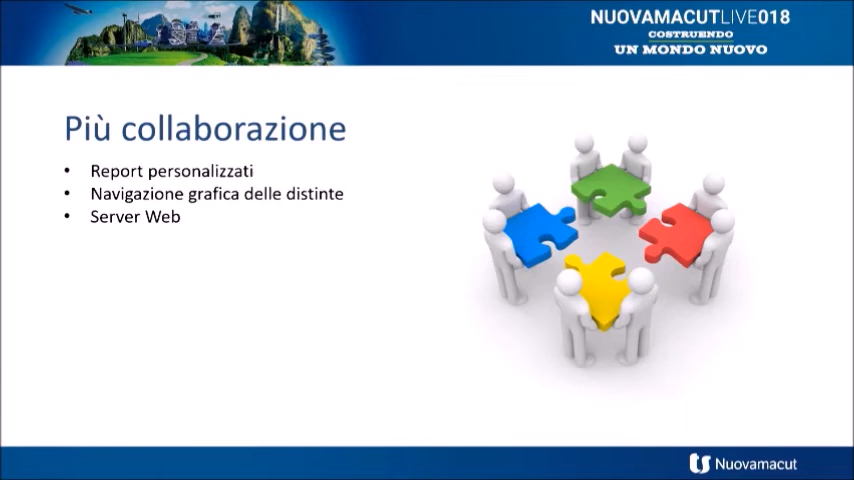 NUOVAMACUTLIVE018
COSTRUENDO
UN MONDO NUOVO
Più collaborazione
• Report personalizzati
• Navigazione grafica delle distinte
• Server Web
Nuovamacut